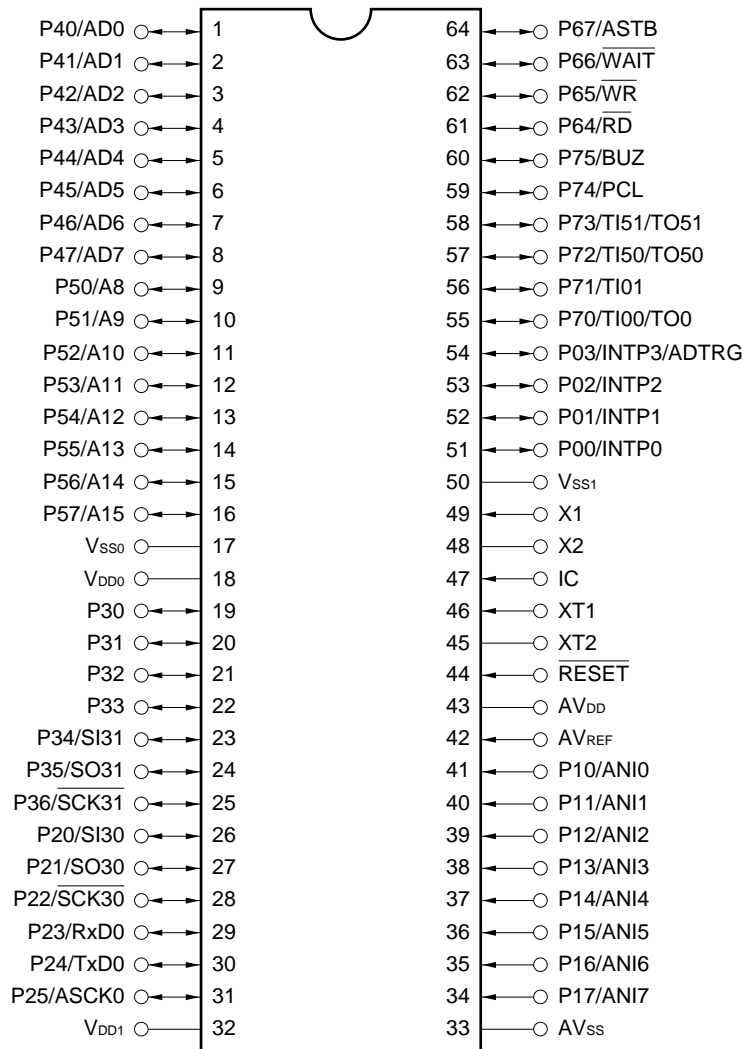 P40/AD0 1 64 P67/ASTB
P41/AD1 2 63 P66/WAIT
P42/AD2 3 62 P65/WR
P43/AD3 4 61 P64/RD
P44/AD4 5 60 P75/BUZ
P45/AD5 6 59 P74/PCL
P46/AD6 7 58 P73/TI51/TO51
P47/AD7 8 57 P72/TI50/TO50
P50/A8 9 56 P71/TI01
P51/A9 10 55 P70/TI00/TO0
P52/A10 11 54 P03/INTP3/ADTRG
P53/A11 12 53 P02/INTP2
P54/A12 13 52 P01/INTP1
P55/A13 14 51 P00/INTP0
P56/A14 15 50 VSS1
P57/A15 16 49 X1
VSS0 17 48 X2
VDD0 18 47 IC
P30 19 46 XT1
P31 20 45 XT2
P32 21 44 RESET
P33 22 43 AVDD
P34/SI31 23 42 AVREF
P35/SO31 24 41 P10/ANI0
P36/SCK31 25 40 P11/ANI1
P20/SI30 26 39 P12/ANI2
P21/SO30 27 38 P13/ANI3
P22/SCK30 28 37 P14/ANI4
P23/RxD0 29 36 P15/ANI5
P24/TxD0 30 35 P16/ANI6
P25/ASCK0 31 34 P17/ANI7
VDD1 32 33 AVSS